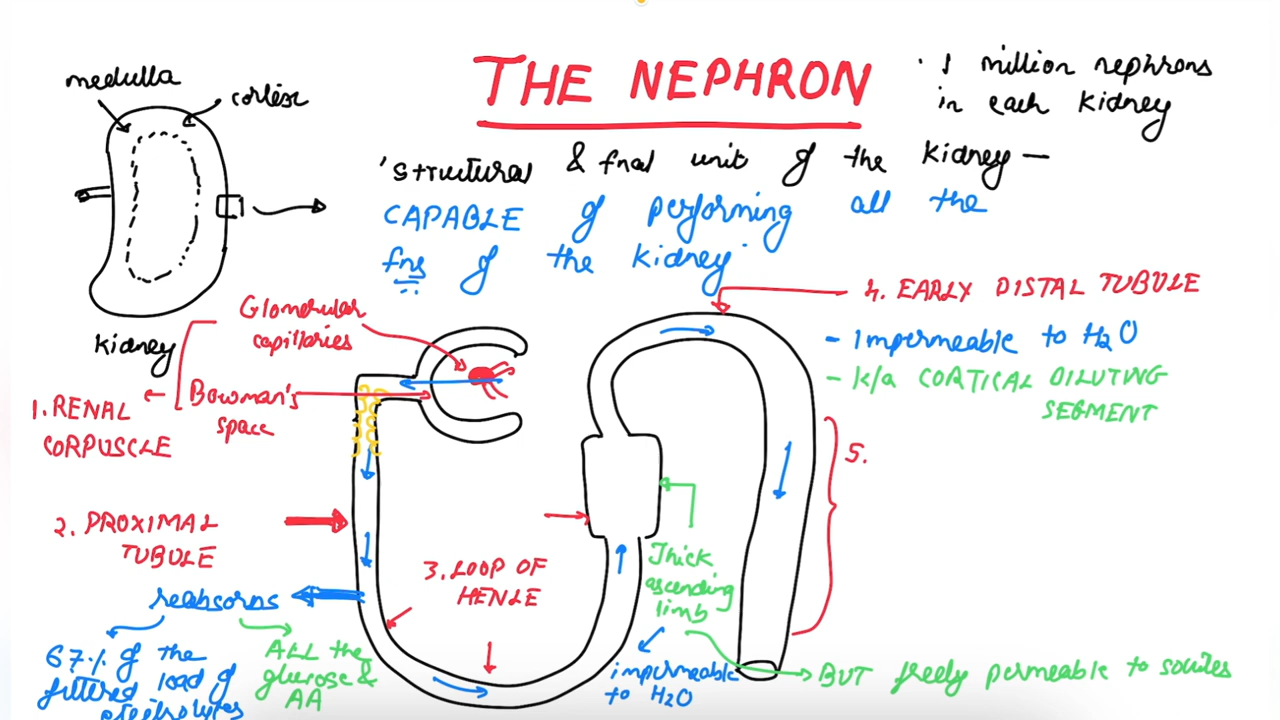 THE NEPHRON
· 1 million nephrons
in each kidney
medulla
cortex
'structural & fnal unit of the kidney —
CAPABLE of performing all the
fns of the kidney'
kidney
Glomerular
capillaries
Bowman's
space
1. RENAL
CORPUSCLE
2. PROXIMAL
TUBULE
reabsorbs
67% of the
filtered load of
electrolytes
ALL the
glucose &
AA
3. LOOP OF
HENLE
Thick
ascending
limb
impermeable
to H2O
BUT freely permeable to solutes
4. EARLY DISTAL TUBULE
- Impermeable to H2O
- k/a CORTICAL DILUTING
SEGMENT
5.